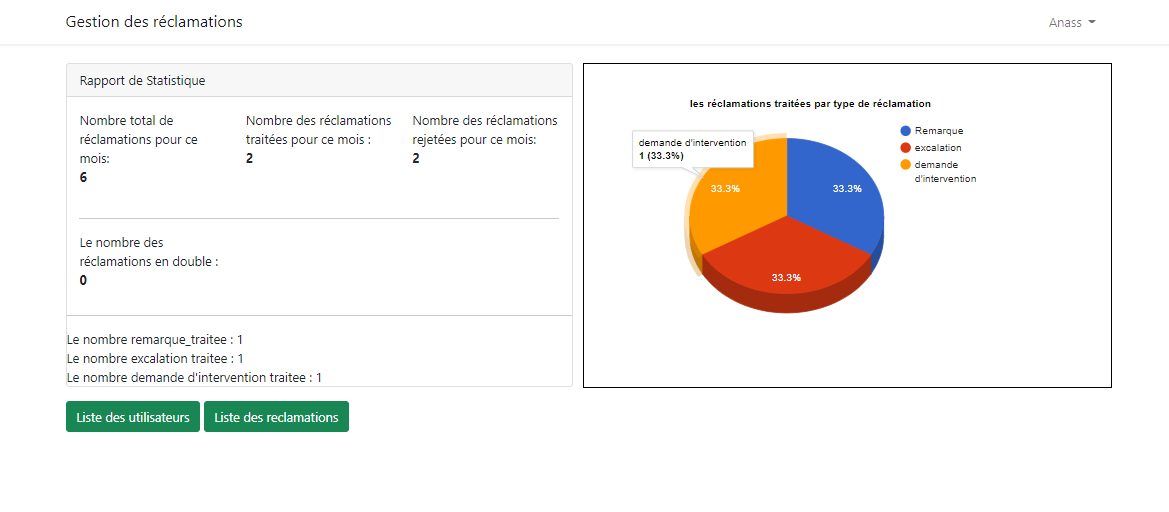 Gestion des réclamations
Anass
Rapport de Statistique
Nombre total de
réclamations pour ce
mois:
6
Nombre des réclamations
traitées pour ce mois :
2
Nombre des réclamations
rejetées pour ce mois:
2
Le nombre des
réclamations en double :
0
Le nombre remarque_traitee : 1
Le nombre excalation traitee : 1
Le nombre demande d'intervention traitee : 1
les réclamations traitées par type de réclamation
demande d'intervention
1 (33.3%)
33.3%
33.3%
33.3%
Remarque
excalation
demande
d'intervention
Liste des utilisateurs
Liste des reclamations